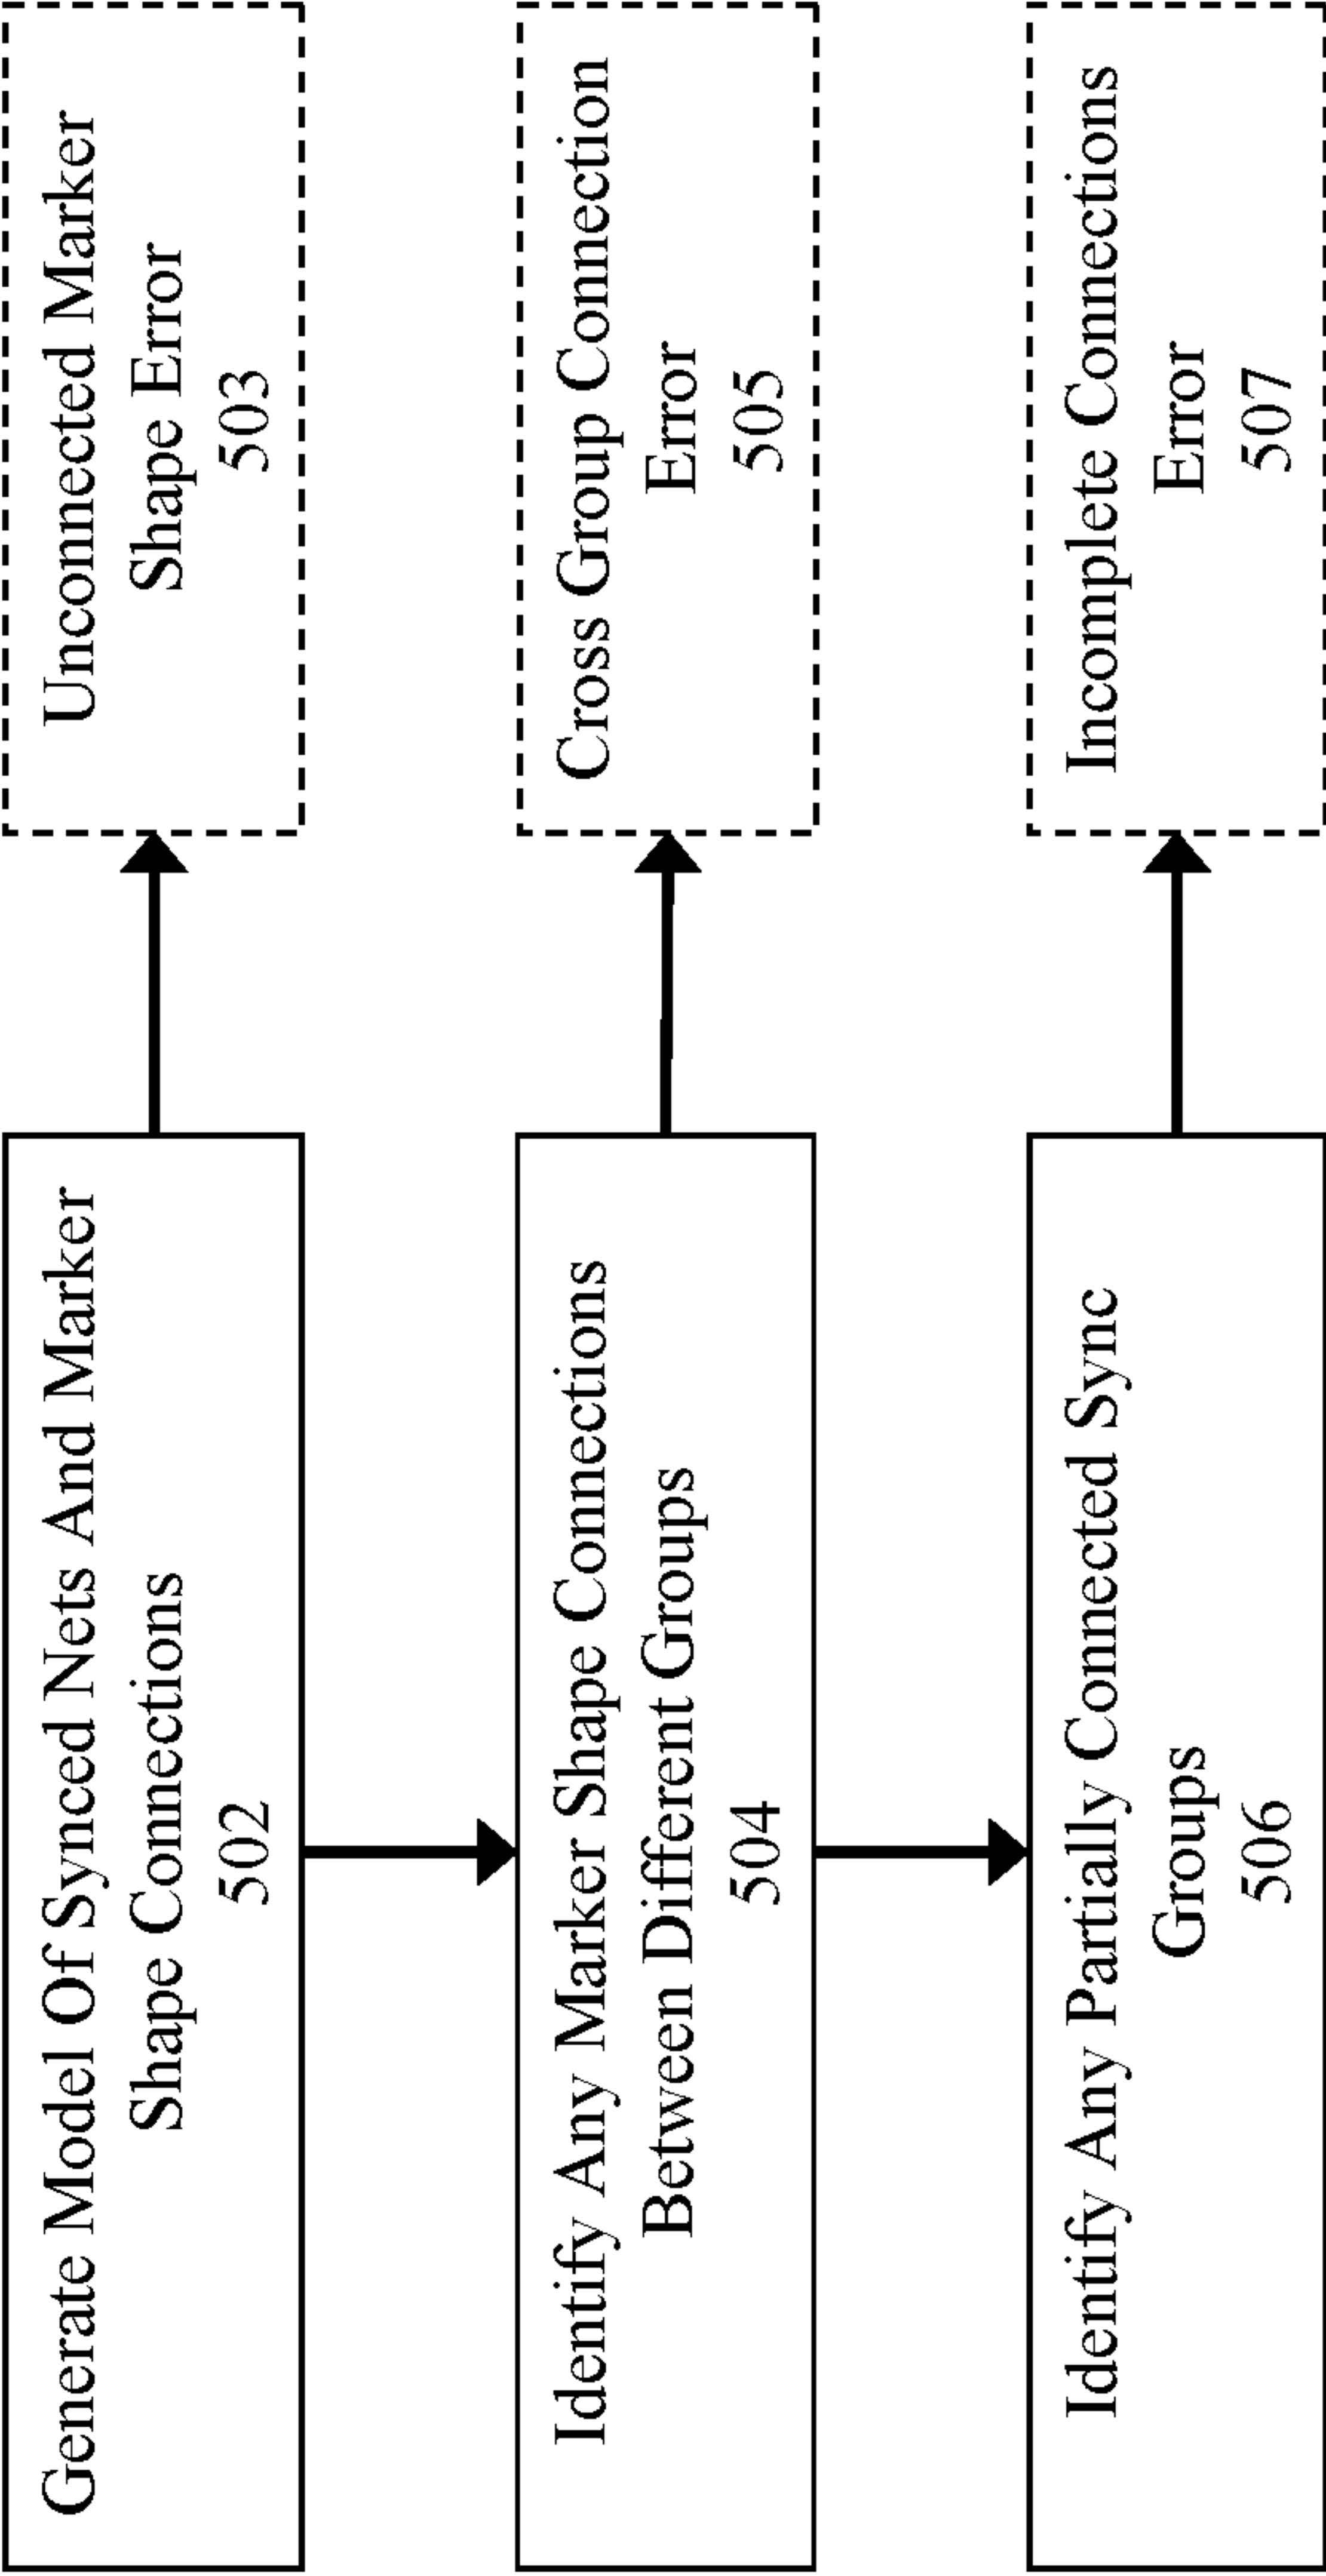 Generate Model Of Synced Nets And Marker
Shape Connections
502
Unconnected Marker
Shape Error
503
Identify Any Marker Shape Connections
Between Different Groups
504
Cross Group Connection
Error
505
Identify Any Partially Connected Sync
Groups
506
Incomplete Connections
Error
507